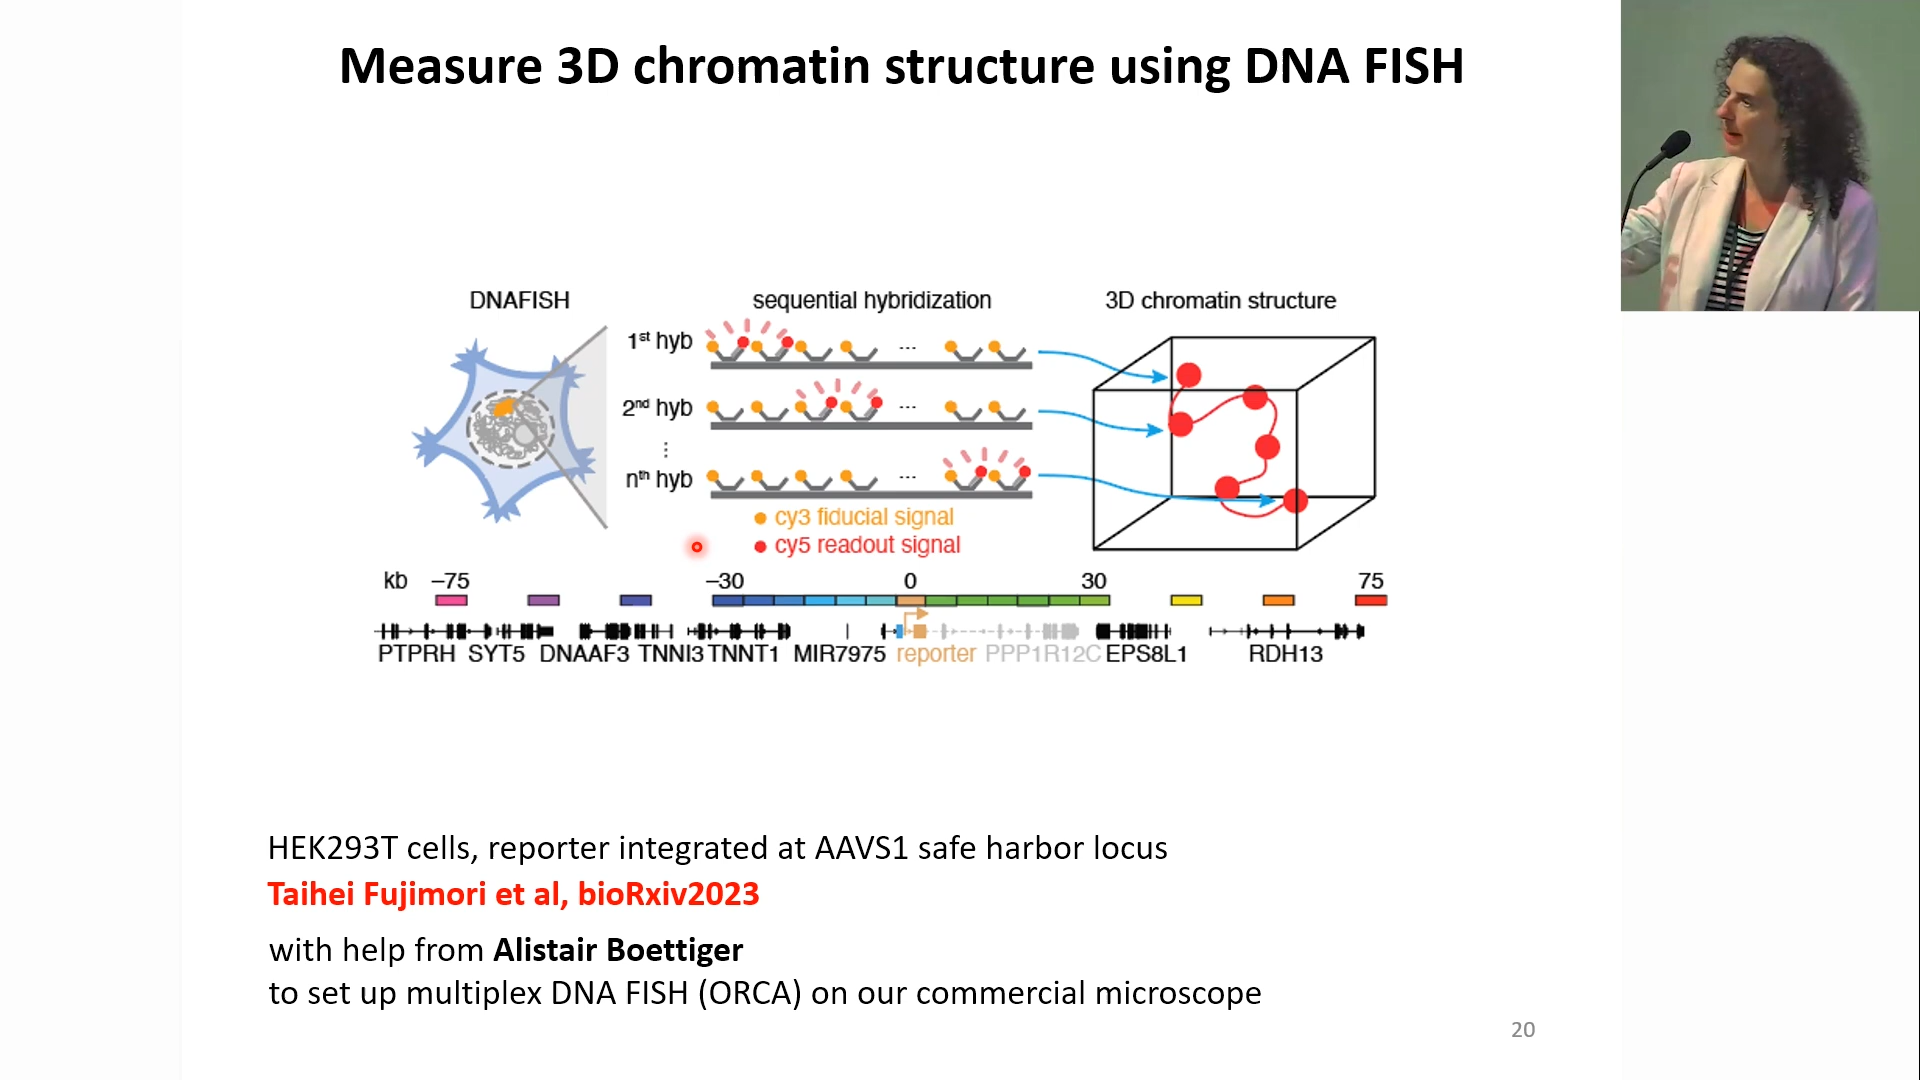 Measure 3D chromatin structure using DNA FISH
DNAFISH
sequential hybridization
3D chromatin structure
1st hyb
...
2nd hyb
...
nth hyb
...
cy3 fiducial signal
cy5 readout signal
kb −75 −30 0 30 75
PTPRH SYT5 DNAAF3 TNNI3 TNNT1 MIR7975 reporter PPP1R12C EPS8L1 RDH13
HEK293T cells, reporter integrated at AAVS1 safe harbor locus
Taihei Fujimori et al, bioRxiv2023
with help from Alistair Boettiger
to set up multiplex DNA FISH (ORCA) on our commercial microscope
20